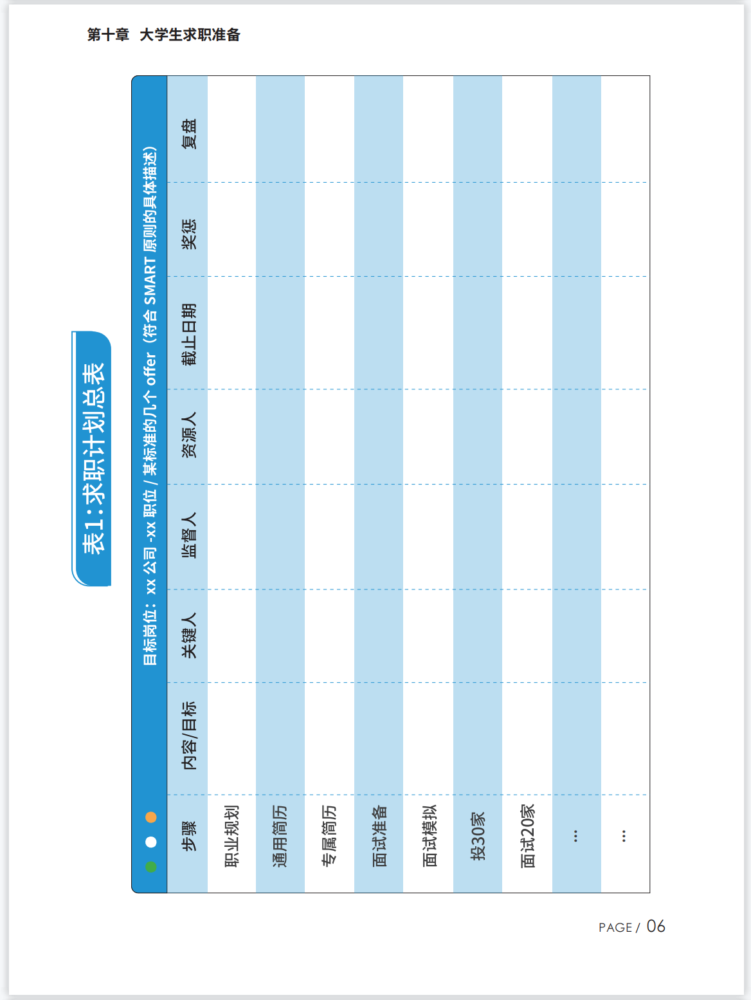 第十章 大学生求职准备
表1:求职计划总表
目标岗位：xx 公司 -xx 职位 / 某标准的几个 offer（符合 SMART 原则的具体描述）
步骤 内容/目标 关键人 监督人 资源人 截止日期 奖惩 复盘
职业规划
通用简历
专属简历
面试准备
面试模拟
投30家
面试20家
...
...
PAGE / 06